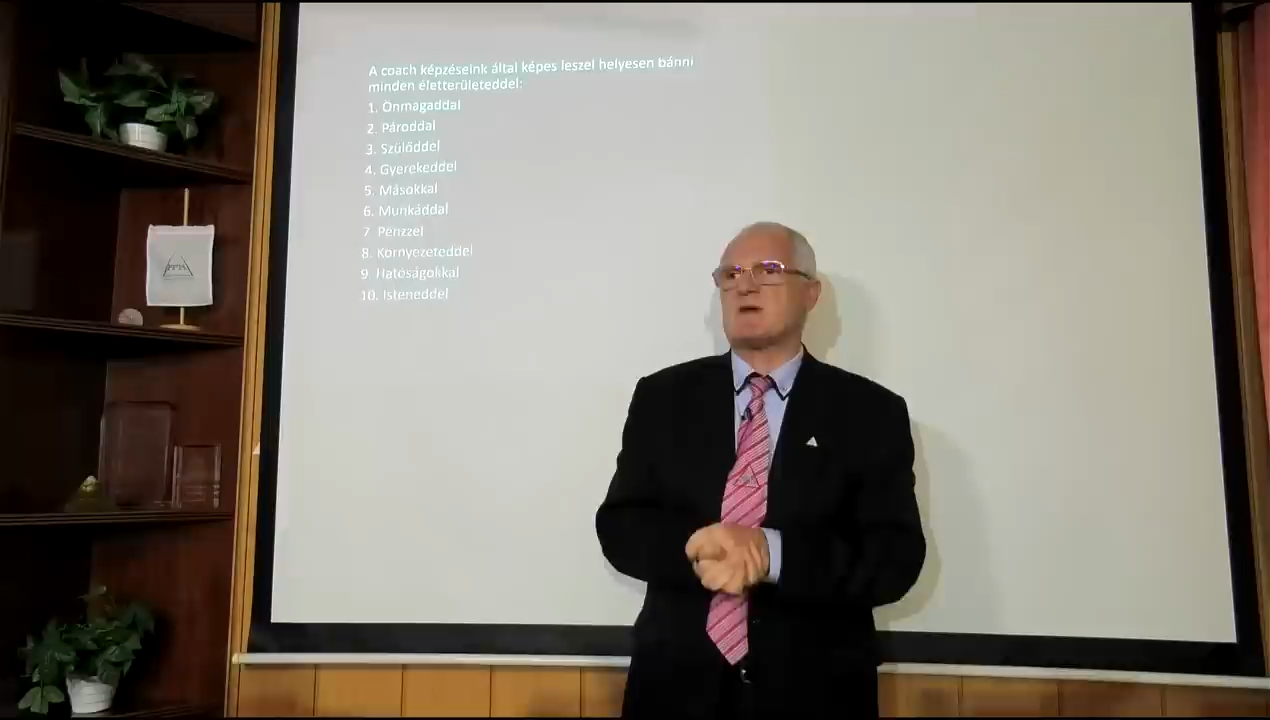 A coach képzéseink által képes leszel helyesen bánni
minden életterületeddel:
1. Önmagaddal
2. Pároddal
3. Szülőddel
4. Gyerekeddel
5. Másokkal
6. Munkáddal
7. Pénzzel
8. Környezeteddel
9. Hatóságokkal
10. Isteneddel